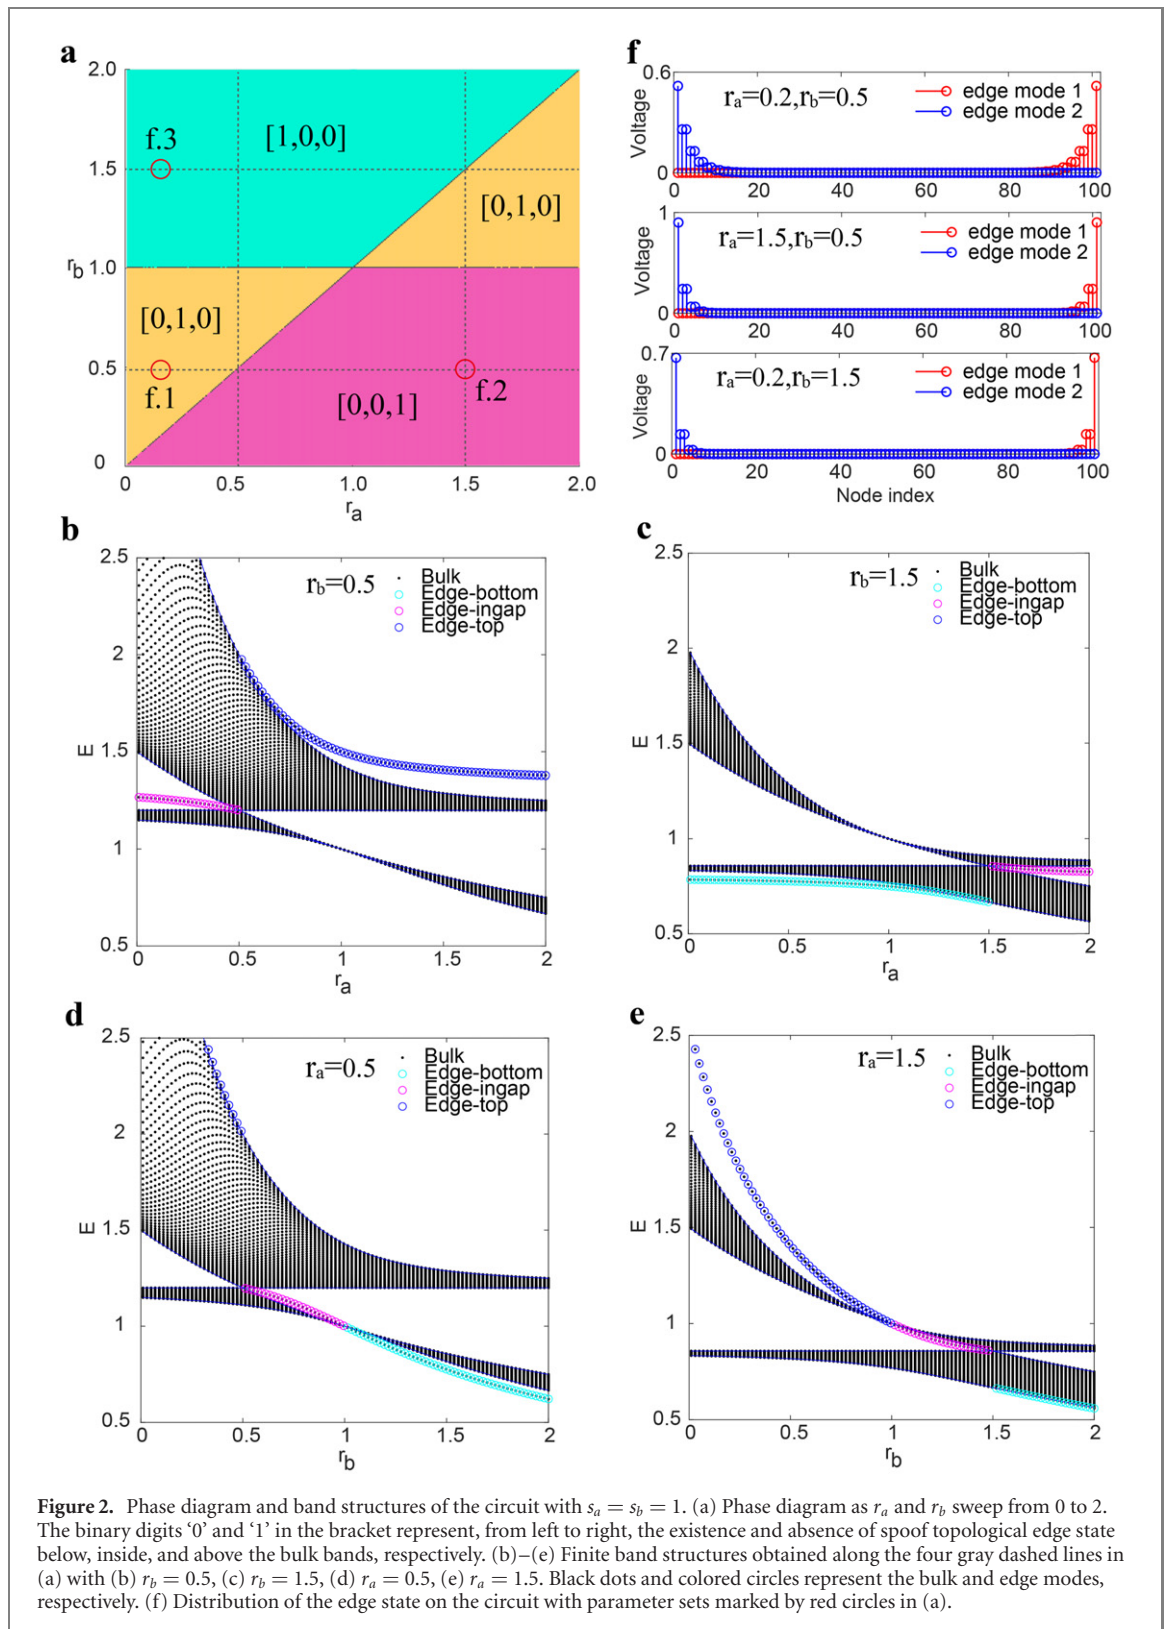 a
2.0
1.5
r_b 1.0
0.5
0
0 0.5 1.0 1.5 2.0
r_a
f.3
[1,0,0]
[0,1,0]
[0,1,0]
f.1
[0,0,1]
f.2
f
0.6
Voltage
0
r_a=0.2,r_b=0.5
edge mode 1
edge mode 2
0 20 40 60 80 100
1
Voltage
0
r_a=1.5,r_b=0.5
edge mode 1
edge mode 2
0 20 40 60 80 100
0.7
Voltage
0
r_a=0.2,r_b=1.5
edge mode 1
edge mode 2
0 20 40 60 80 100
Node index
b
2.5
2
1.5
E
1
0.5
r_b=0.5
Bulk
Edge-bottom
Edge-ingap
Edge-top
0 0.5 1 1.5 2
r_a
c
2.5
2
1.5
E
1
0.5
r_b=1.5
Bulk
Edge-bottom
Edge-ingap
Edge-top
0 0.5 1 1.5 2
r_a
d
2.5
2
E
1.5
1
0.5
r_a=0.5
Bulk
Edge-bottom
Edge-ingap
Edge-top
0 0.5 1 1.5 2
r_b
e
2.5
2
E
1.5
1
0.5
r_a=1.5
Bulk
Edge-bottom
Edge-ingap
Edge-top
0 0.5 1 1.5 2
r_b
Figure 2. Phase diagram and band structures of the circuit with s_a = s_b = 1. (a) Phase diagram as r_a and r_b sweep from 0 to 2.
The binary digits ‘0’ and ‘1’ in the bracket represent, from left to right, the existence and absence of spoof topological edge state
below, inside, and above the bulk bands, respectively. (b)–(e) Finite band structures obtained along the four gray dashed lines in
(a) with (b) r_b = 0.5, (c) r_b = 1.5, (d) r_a = 0.5, (e) r_a = 1.5. Black dots and colored circles represent the bulk and edge modes,
respectively. (f) Distribution of the edge state on the circuit with parameter sets marked by red circles in (a).